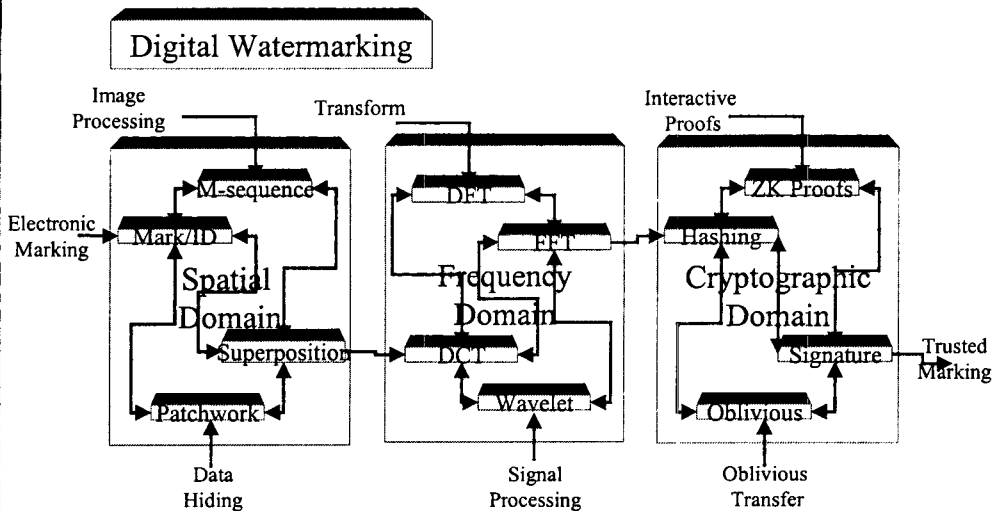 Digital Watermarking
Image
Processing
Transform
Interactive
Proofs
M-sequence
DFT
ZK Proofs
Electronic
Marking
Mark/ID
FFT
Hashing
Spatial
Domain
Frequency
Domain
Cryptographic
Domain
Superposition
DCT
Signature
Trusted
Marking
Patchwork
Wavelet
Oblivious
Data
Hiding
Signal
Processing
Oblivious
Transfer